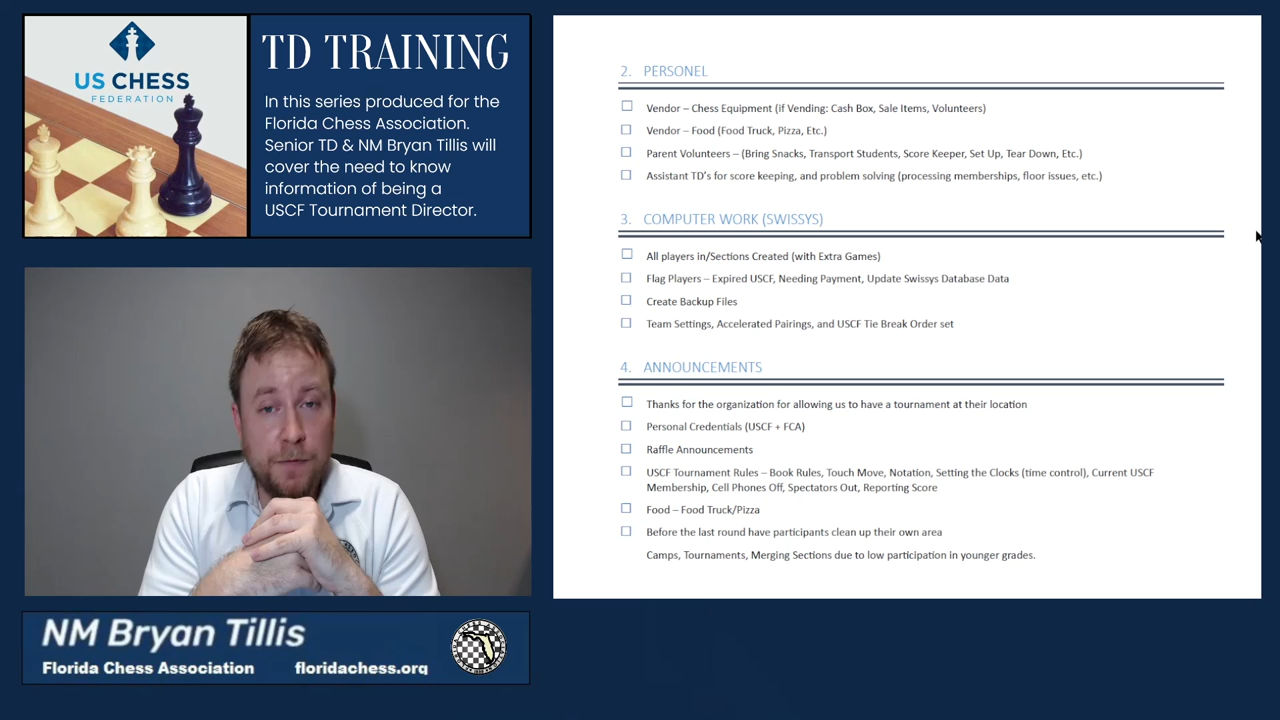 US CHESS
FEDERATION
TD TRAINING
In this series produced for the
Florida Chess Association.
Senior TD & NM Bryan Tillis will
cover the need to know
information of being a
USCF Tournament Director.
NM Bryan Tillis
Florida Chess Association floridachess.org
2. PERSONEL
Vendor – Chess Equipment (if Vending: Cash Box, Sale Items, Volunteers)
Vendor – Food (Food Truck, Pizza, Etc.)
Parent Volunteers – (Bring Snacks, Transport Students, Score Keeper, Set Up, Tear Down, Etc.)
Assistant TD's for score keeping, and problem solving (processing memberships, floor issues, etc.)
3. COMPUTER WORK (SWISSYS)
All players in/Sections Created (with Extra Games)
Flag Players – Expired USCF, Needing Payment, Update Swissys Database Data
Create Backup Files
Team Settings, Accelerated Pairings, and USCF Tie Break Order set
4. ANNOUNCEMENTS
Thanks for the organization for allowing us to have a tournament at their location
Personal Credentials (USCF + FCA)
Raffle Announcements
USCF Tournament Rules – Book Rules, Touch Move, Notation, Setting the Clocks (time control), Current USCF
Membership, Cell Phones Off, Spectators Out, Reporting Score
Food – Food Truck/Pizza
Before the last round have participants clean up their own area
Camps, Tournaments, Merging Sections due to low participation in younger grades.